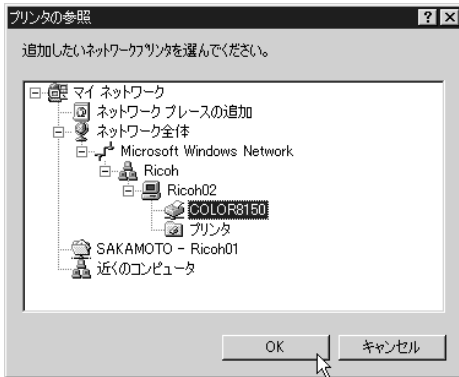 プリンタの参照
追加したいネットワークプリンタを選んでください。
マイ ネットワーク
ネットワーク プレースの追加
ネットワーク全体
Microsoft Windows Network
Ricoh
Ricoh02
COLOR8150
プリンタ
SAKAMOTO - Ricoh01
近くのコンピュータ
OK
キャンセル